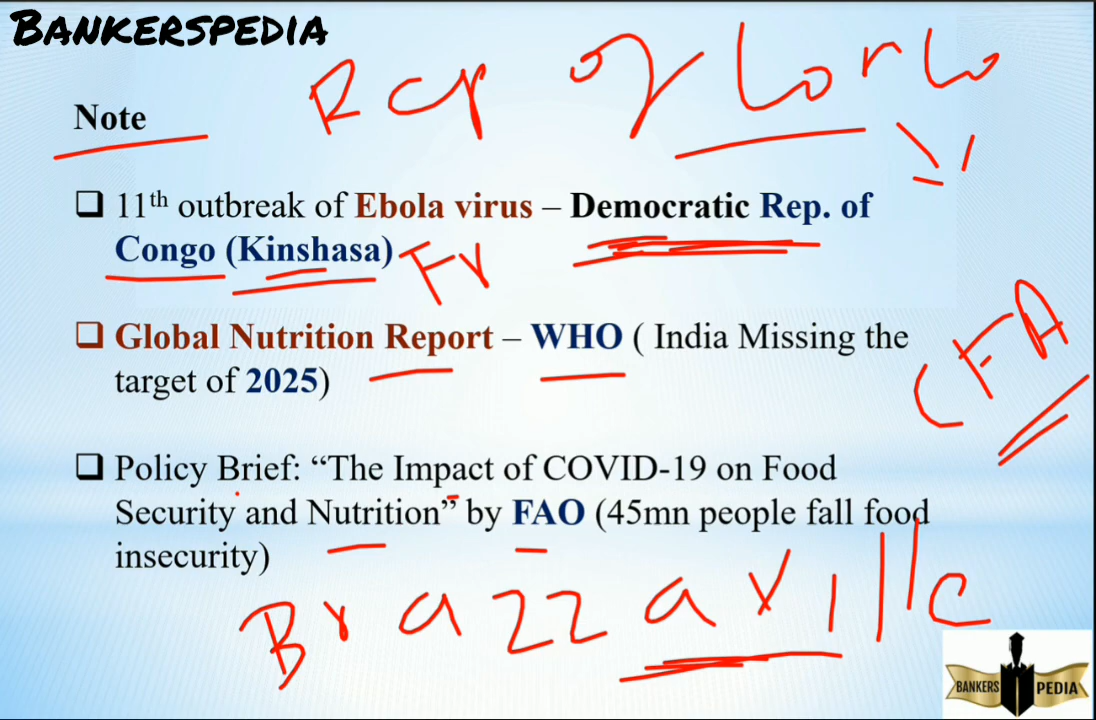 BANKERSPEDIA
Rep of Congo
Note
❑ 11th outbreak of Ebola virus – Democratic Rep. of
Congo (Kinshasa)
Fr
❑ Global Nutrition Report – WHO ( India Missing the
target of 2025)
CFA
❑ Policy Brief: “The Impact of COVID-19 on Food
Security and Nutrition” by FAO (45mn people fall food
insecurity)
Brazzaville
BANKERS PEDIA